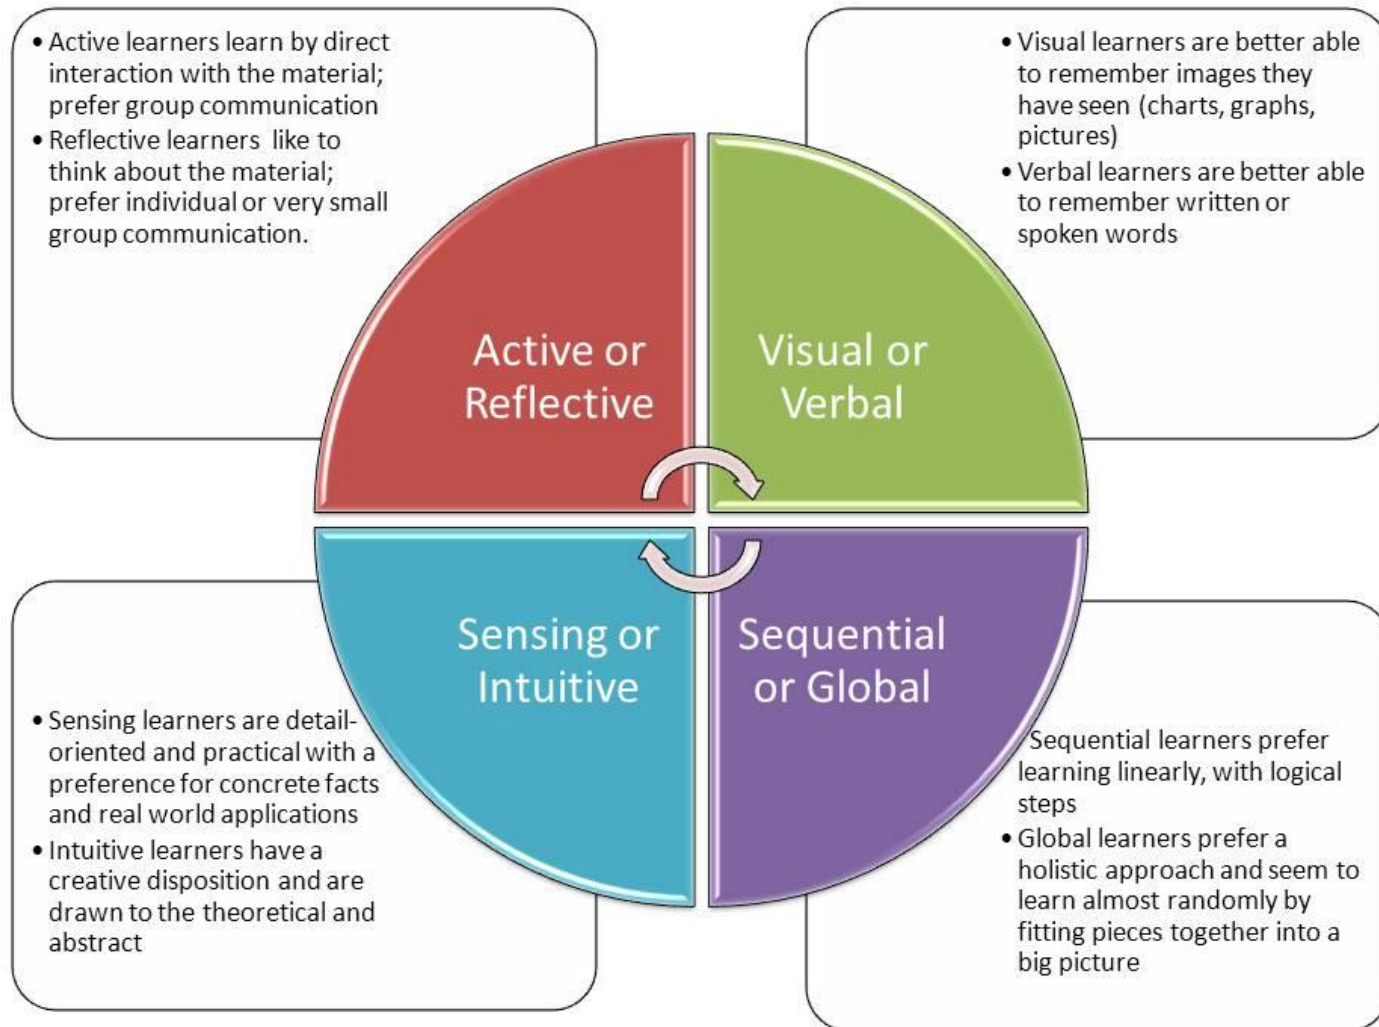 • Active learners learn by direct
interaction with the material;
prefer group communication
• Reflective learners like to
think about the material;
prefer individual or very small
group communication.
• Visual learners are better able
to remember images they
have seen (charts, graphs,
pictures)
• Verbal learners are better able
to remember written or
spoken words
Active or
Reflective
Visual or
Verbal
Sensing or
Intuitive
Sequential
or Global
• Sensing learners are detail-
oriented and practical with a
preference for concrete facts
and real world applications
• Intuitive learners have a
creative disposition and are
drawn to the theoretical and
abstract
Sequential learners prefer
learning linearly, with logical
steps
• Global learners prefer a
holistic approach and seem to
learn almost randomly by
fitting pieces together into a
big picture